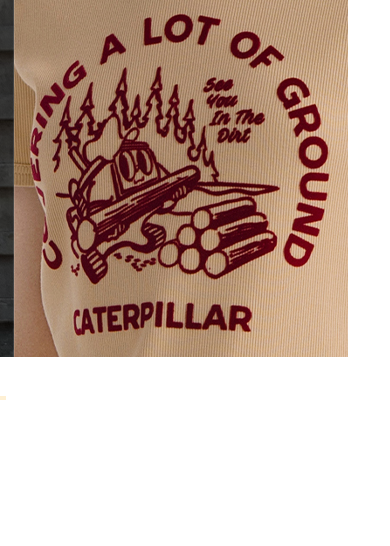 COVERING A LOT OF GROUND
See
You
In The
Dirt
CATERPILLAR